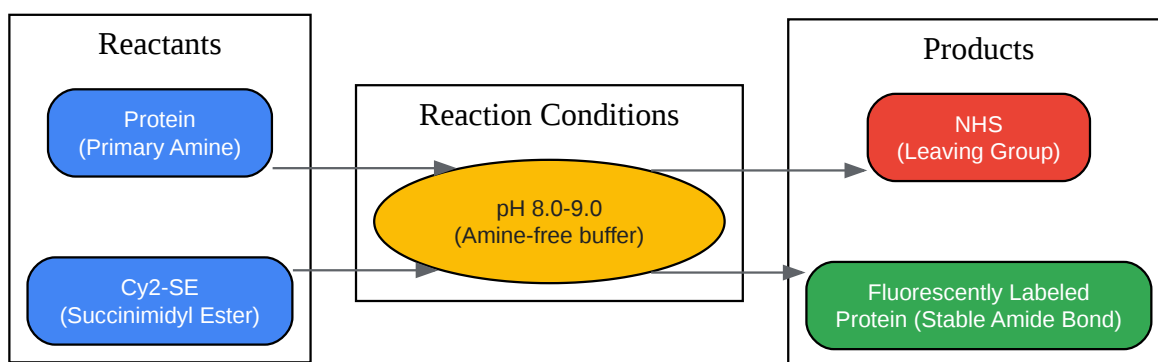 Reactants
Protein
(Primary Amine)
Cy2-SE
(Succinimidyl Ester)
Reaction Conditions
pH 8.0-9.0
(Amine-free buffer)
Products
NHS
(Leaving Group)
Fluorescently Labeled
Protein (Stable Amide Bond)